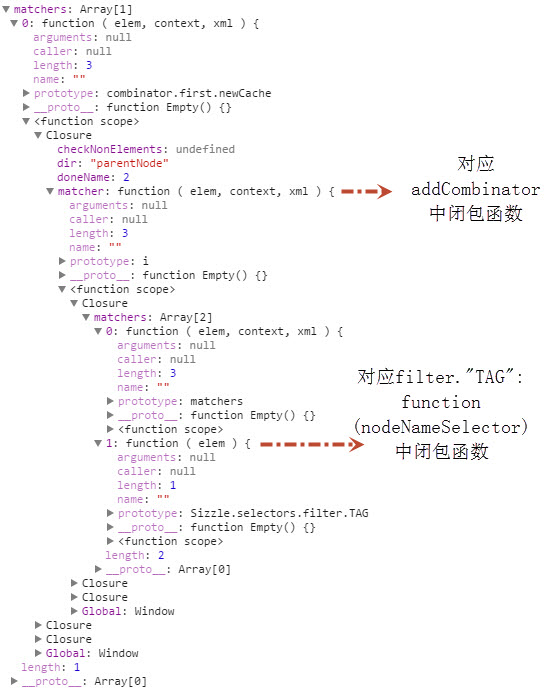 matchers: Array[1]
0: function ( elem, context, xml ) {
arguments: null
caller: null
length: 3
name: ""
prototype: combinator.first.newCache
__proto__: function Empty() {}
<function scope>
Closure
checkNonElements: undefined
dir: "parentNode"
doneName: 2
matcher: function ( elem, context, xml ) {
arguments: null
caller: null
length: 3
name: ""
prototype: i
__proto__: function Empty() {}
<function scope>
Closure
matchers: Array[2]
0: function ( elem, context, xml ) {
arguments: null
caller: null
length: 3
name: ""
prototype: matchers
__proto__: function Empty() {}
<function scope>
1: function ( elem ) {
arguments: null
caller: null
length: 1
name: ""
prototype: Sizzle.selectors.filter.TAG
__proto__: function Empty() {}
<function scope>
length: 2
__proto__: Array[0]
Closure
Closure
Global: Window
Closure
Closure
Global: Window
length: 1
__proto__: Array[0]
对应
addCombinator
中闭包函数
对应filter."TAG":
function
(nodeNameSelector)
中闭包函数